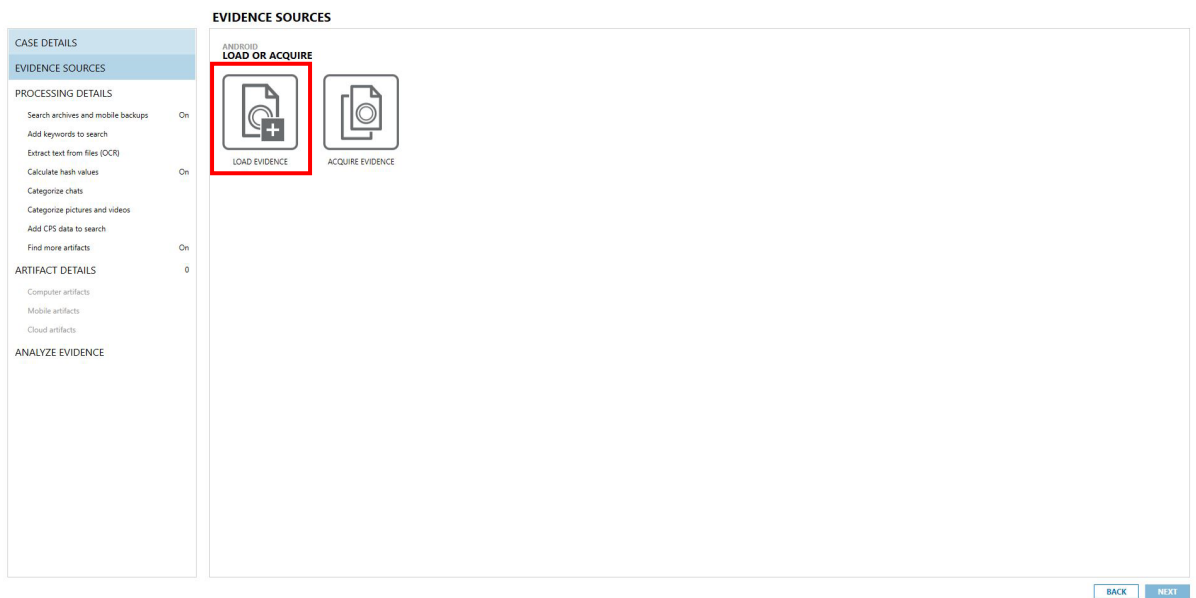 EVIDENCE SOURCES
CASE DETAILS
EVIDENCE SOURCES
PROCESSING DETAILS
Search archives and mobile backups On
Add keywords to search
Extract text from files (OCR)
Calculate hash values On
Categorize chats
Categorize pictures and videos
Add CPS data to search
Find more artifacts On
ARTIFACT DETAILS 0
Computer artifacts
Mobile artifacts
Cloud artifacts
ANALYZE EVIDENCE
ANDROID
LOAD OR ACQUIRE
LOAD EVIDENCE ACQUIRE EVIDENCE
BACK NEXT